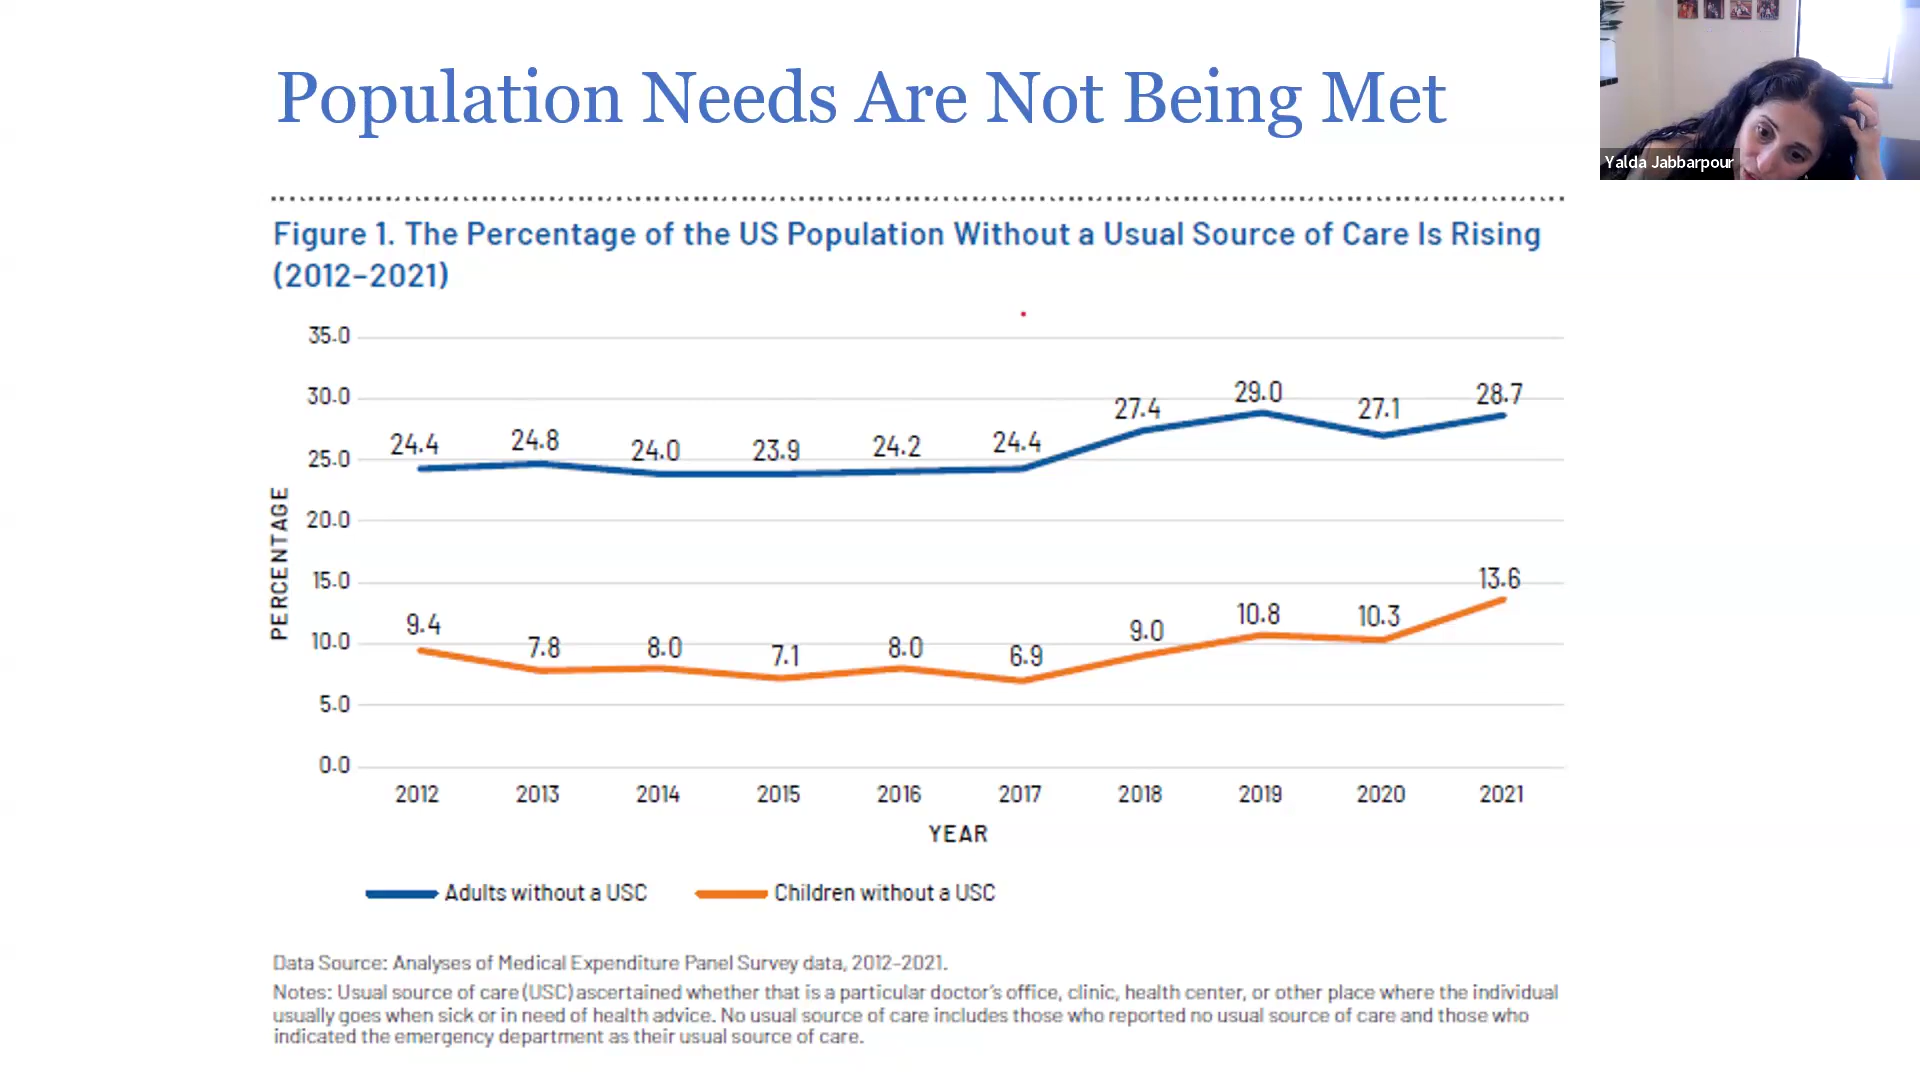 Population Needs Are Not Being Met
Yalda Jabbarpour
Figure 1. The Percentage of the US Population Without a Usual Source of Care Is Rising
(2012–2021)
35.0
30.0
25.0
20.0
15.0
10.0
5.0
0.0
PERCENTAGE
24.4 24.8 24.0 23.9 24.2 24.4 27.4 29.0 27.1 28.7
9.4 7.8 8.0 7.1 8.0 6.9 9.0 10.8 10.3 13.6
2012 2013 2014 2015 2016 2017 2018 2019 2020 2021
YEAR
Adults without a USC Children without a USC
Data Source: Analyses of Medical Expenditure Panel Survey data, 2012–2021.
Notes: Usual source of care (USC) ascertained whether that is a particular doctor's office, clinic, health center, or other place where the individual
usually goes when sick or in need of health advice. No usual source of care includes those who reported no usual source of care and those who
indicated the emergency department as their usual source of care.